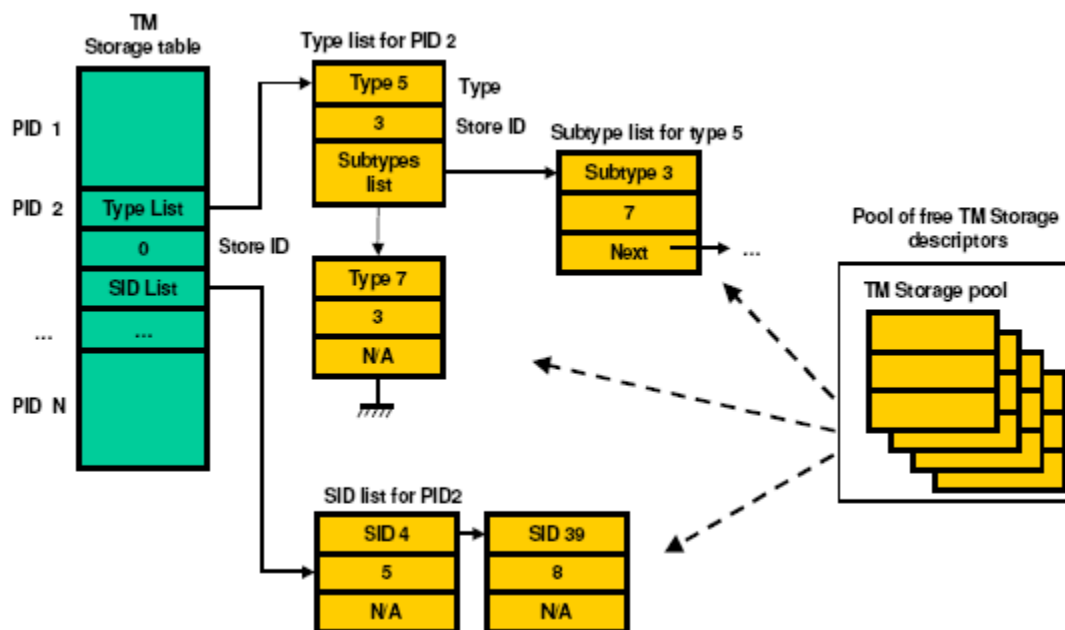 TM
Storage table
PID 1
PID 2
Type List
0
Store ID
SID List
...
...
PID N
Type list for PID 2
Type 5
Type
3
Store ID
Subtypes
list
Type 7
3
N/A
Subtype list for type 5
Subtype 3
7
Next
...
Pool of free TM Storage
descriptors
TM Storage pool
SID list for PID2
SID 4
5
N/A
SID 39
8
N/A